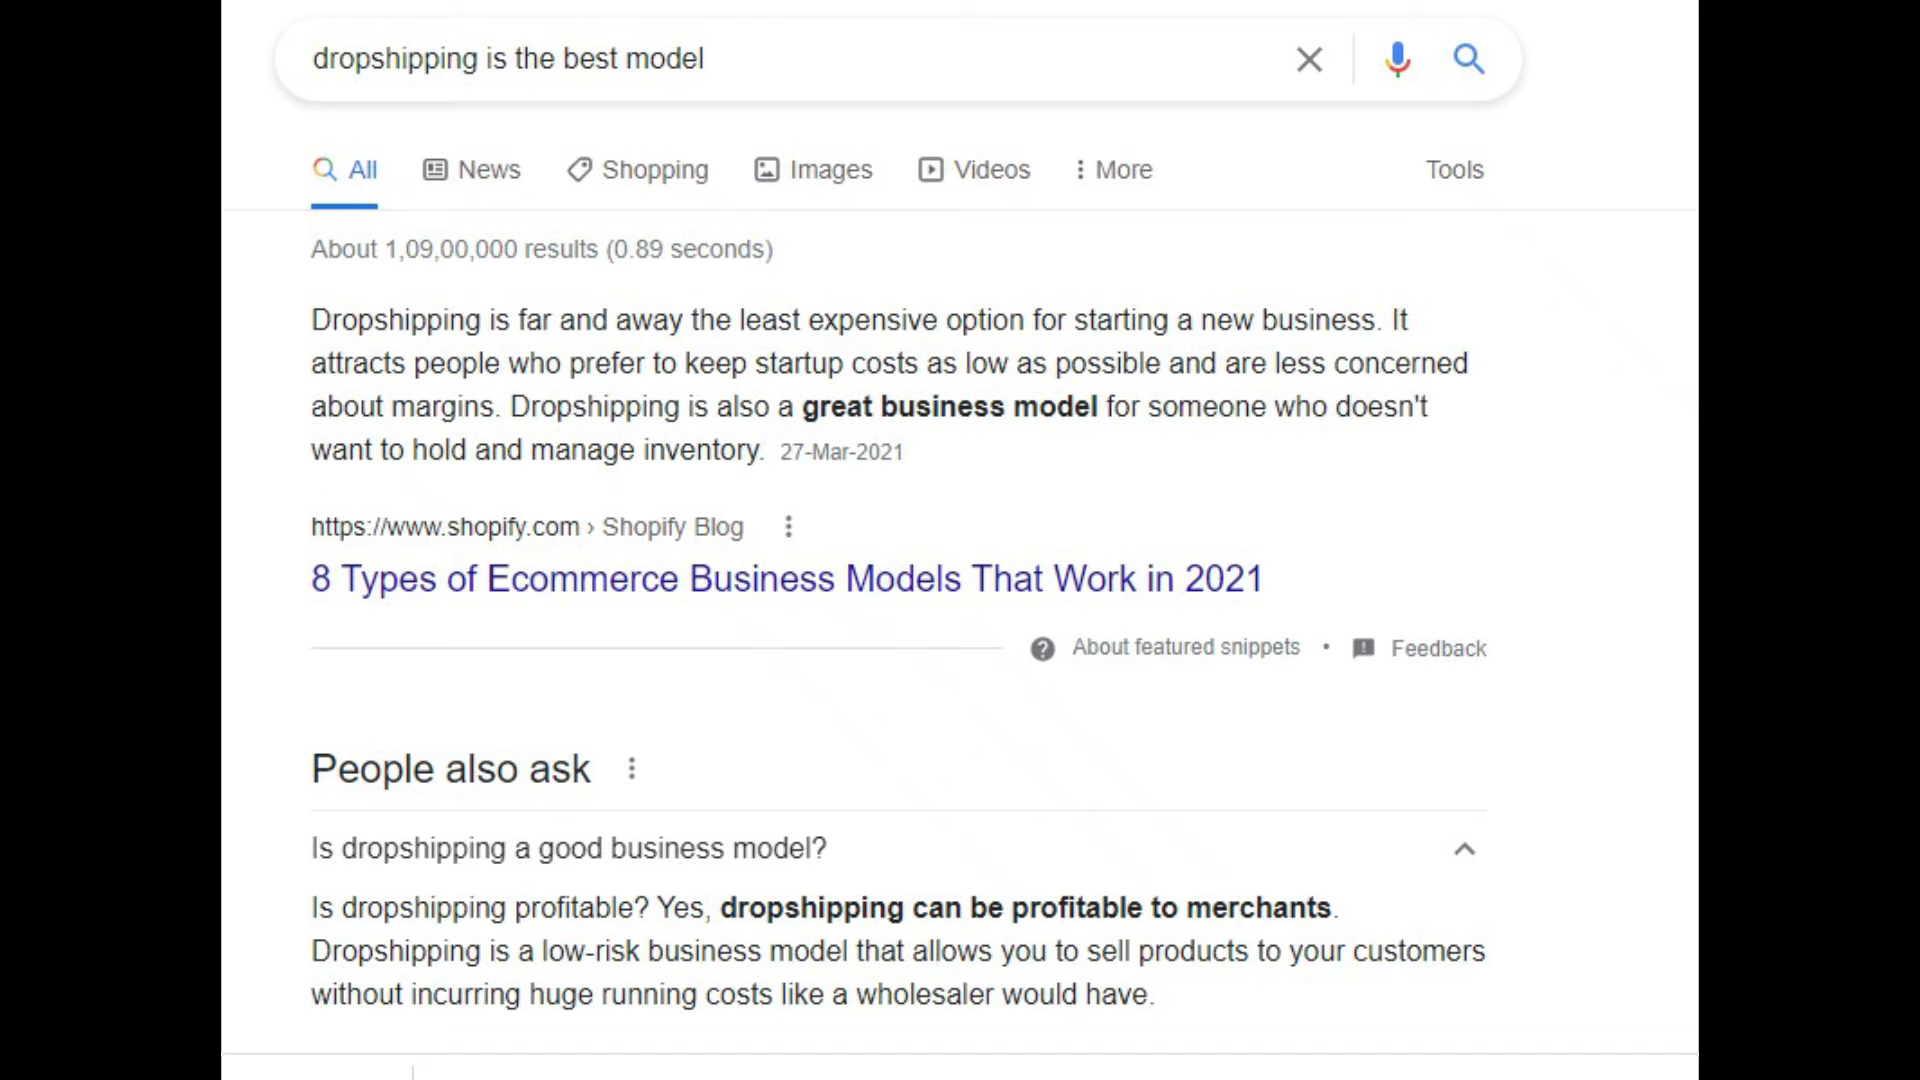 dropshipping is the best model
All News Shopping Images Videos More Tools
About 1,09,00,000 results (0.89 seconds)
Dropshipping is far and away the least expensive option for starting a new business. It
attracts people who prefer to keep startup costs as low as possible and are less concerned
about margins. Dropshipping is also a great business model for someone who doesn't
want to hold and manage inventory. 27-Mar-2021
https://www.shopify.com › Shopify Blog
8 Types of Ecommerce Business Models That Work in 2021
About featured snippets • Feedback
People also ask
Is dropshipping a good business model?
Is dropshipping profitable? Yes, dropshipping can be profitable to merchants.
Dropshipping is a low-risk business model that allows you to sell products to your customers
without incurring huge running costs like a wholesaler would have.